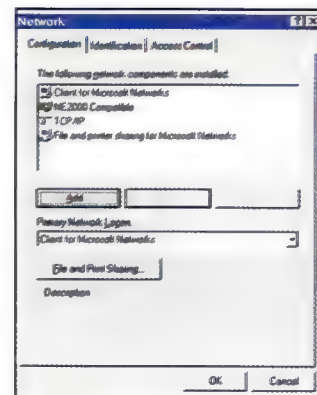 Network
Configuration Identification Access Control
The following network components are installed:
Client for Microsoft Networks
NE2000 Compatible
TCP/IP
File and printer sharing for Microsoft Networks
Add
Primary Network Logon:
Client for Microsoft Networks
File and Print Sharing...
Description
OK Cancel